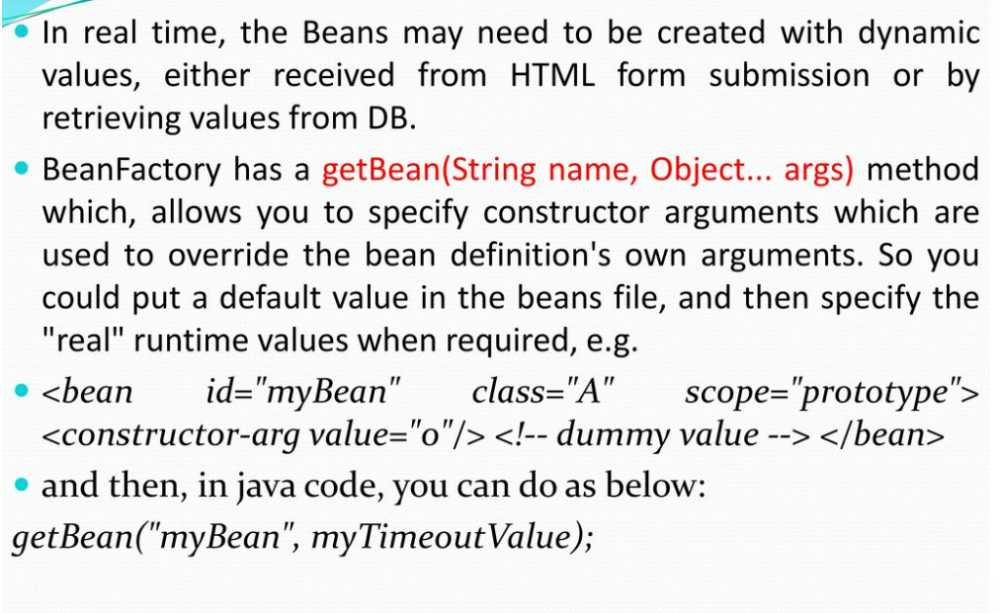 • In real time, the Beans may need to be created with dynamic
values, either received from HTML form submission or by
retrieving values from DB.
• BeanFactory has a getBean(String name, Object... args) method
which, allows you to specify constructor arguments which are
used to override the bean definition's own arguments. So you
could put a default value in the beans file, and then specify the
"real" runtime values when required, e.g.
• <bean id="myBean" class="A" scope="prototype">
<constructor-arg value="0"/> <!-- dummy value --> </bean>
• and then, in java code, you can do as below:
getBean("myBean", myTimeoutValue);